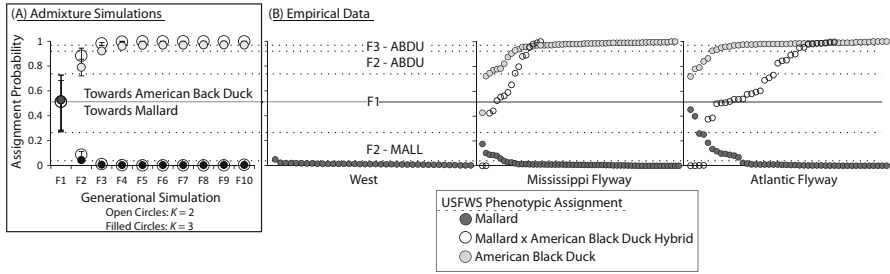 (A) Admixture Simulations
(B) Empirical Data
Assignment Probability
1
0.8
0.6
0.4
0.2
0
Towards American Back Duck
Towards Mallard
F1 F2 F3 F4 F5 F6 F7 F8 F9 F10
Generational Simulation
Open Circles: K = 2
Filled Circles: K = 3
F3 - ABDU
F2 - ABDU
F1
F2 - MALL
West
Mississippi Flyway
Atlantic Flyway
USFWS Phenotypic Assignment
Mallard
Mallard x American Black Duck Hybrid
American Black Duck